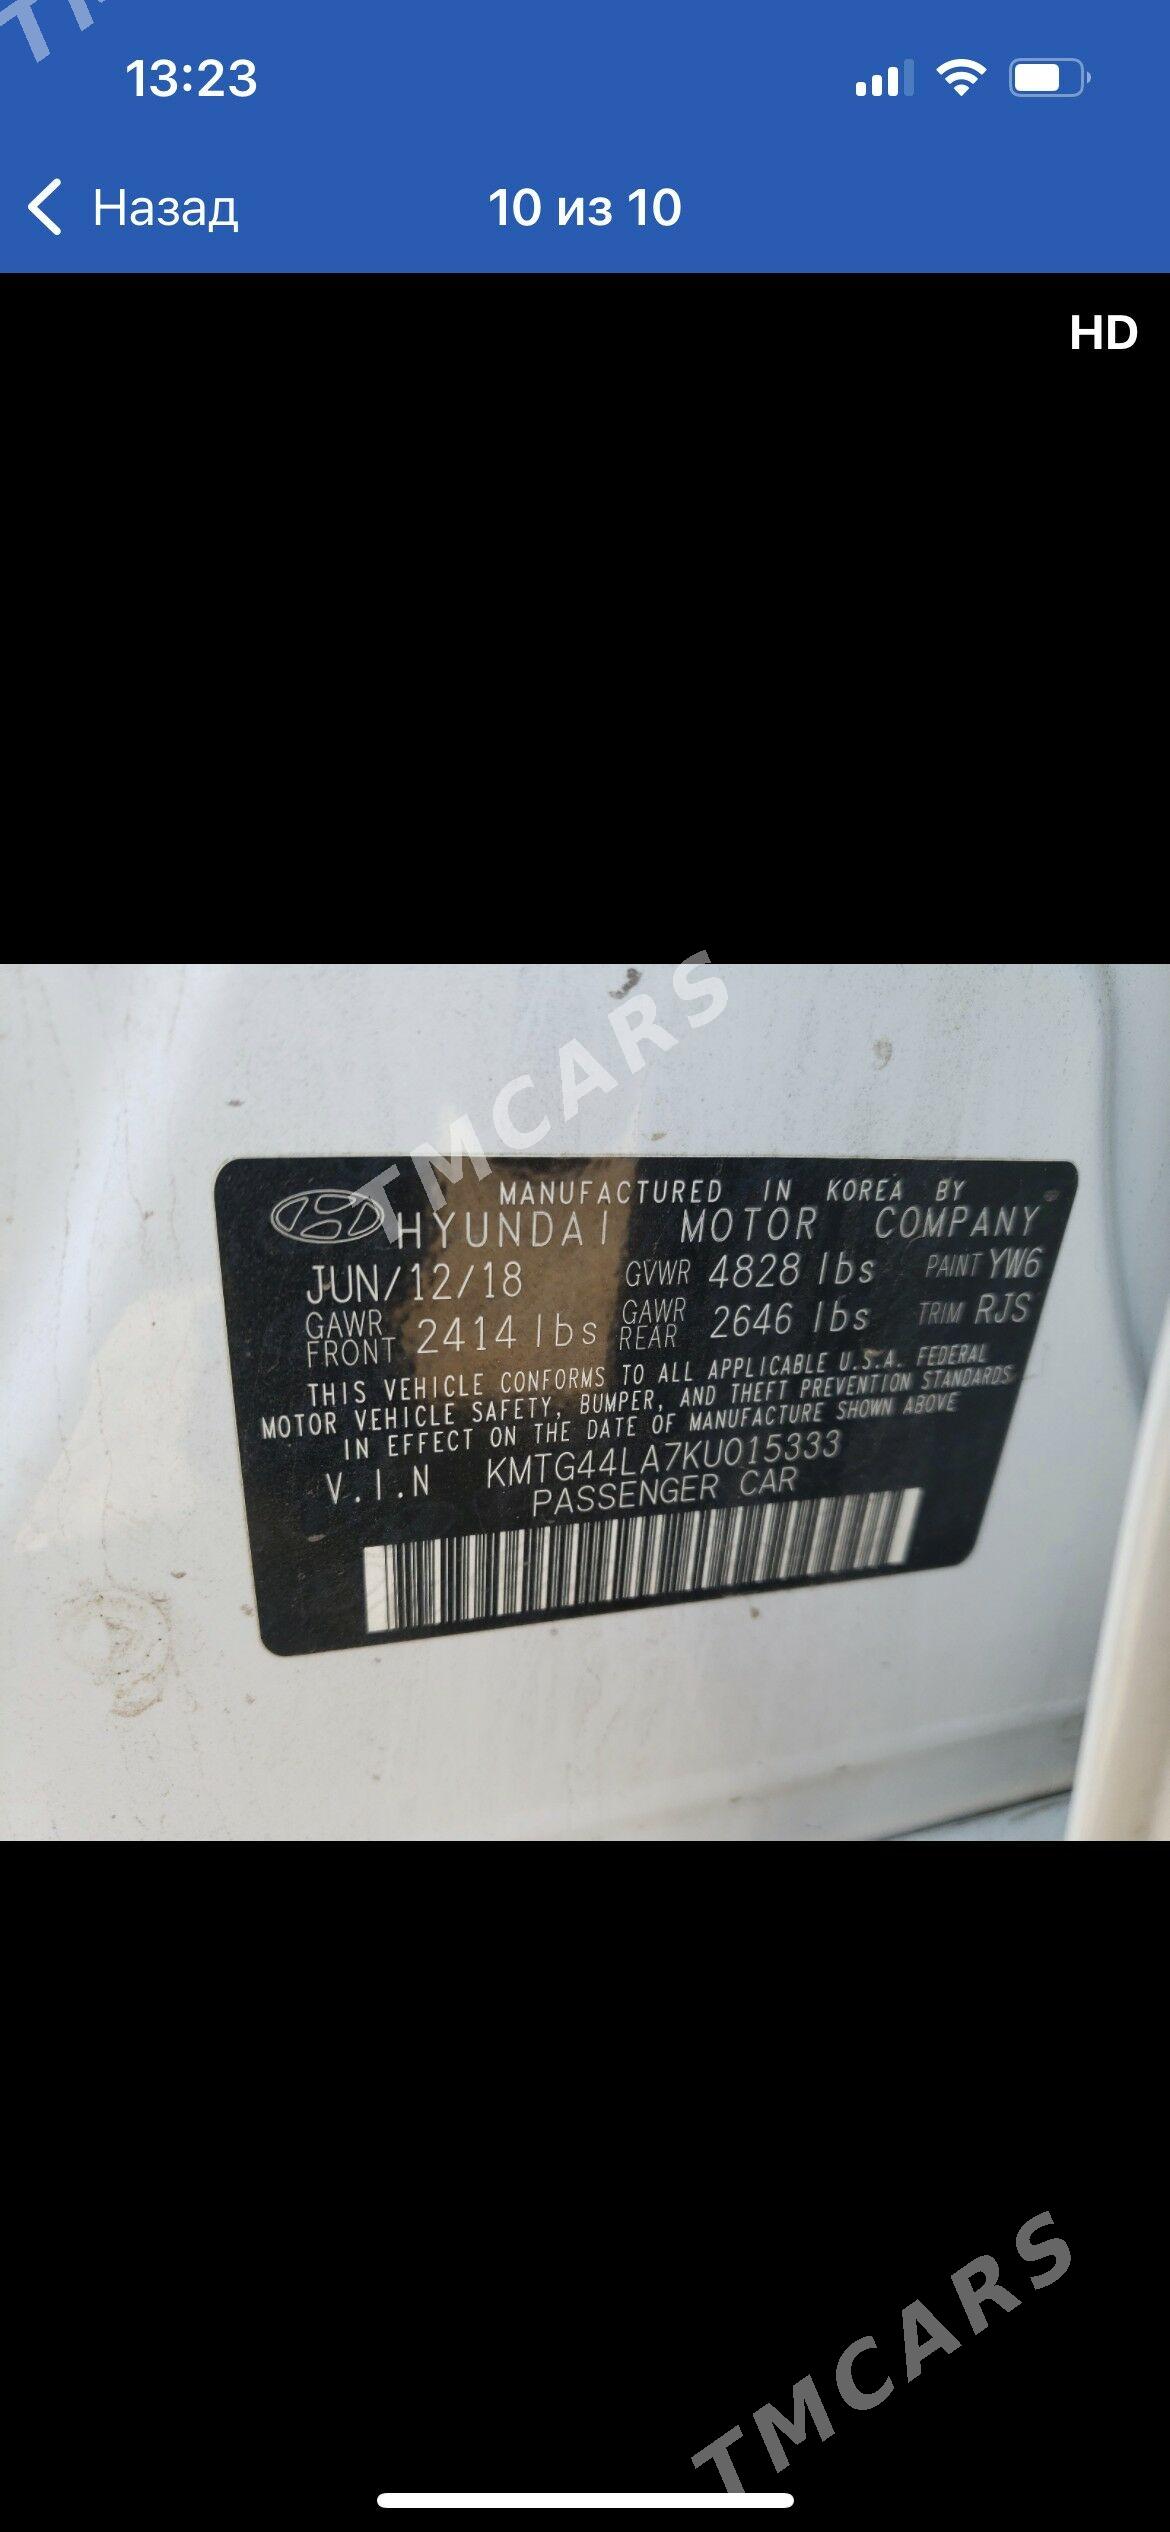 13:23
Назад
10 из 10
HD
TMCARS
MANUFACTURED IN KOREA BY
HYUNDAI MOTOR COMPANY
JUN/12/18 GVWR 4828 lbs PAINT YW6
GAWR FRONT 2414 lbs GAWR REAR 2646 lbs TRIM RJS
THIS VEHICLE CONFORMS TO ALL APPLICABLE U.S.A. FEDERAL
MOTOR VEHICLE SAFETY, BUMPER, AND THEFT PREVENTION STANDARDS
IN EFFECT ON THE DATE OF MANUFACTURE SHOWN ABOVE
V.I.N KMTG44LA7KU015333
PASSENGER CAR
TMCARS